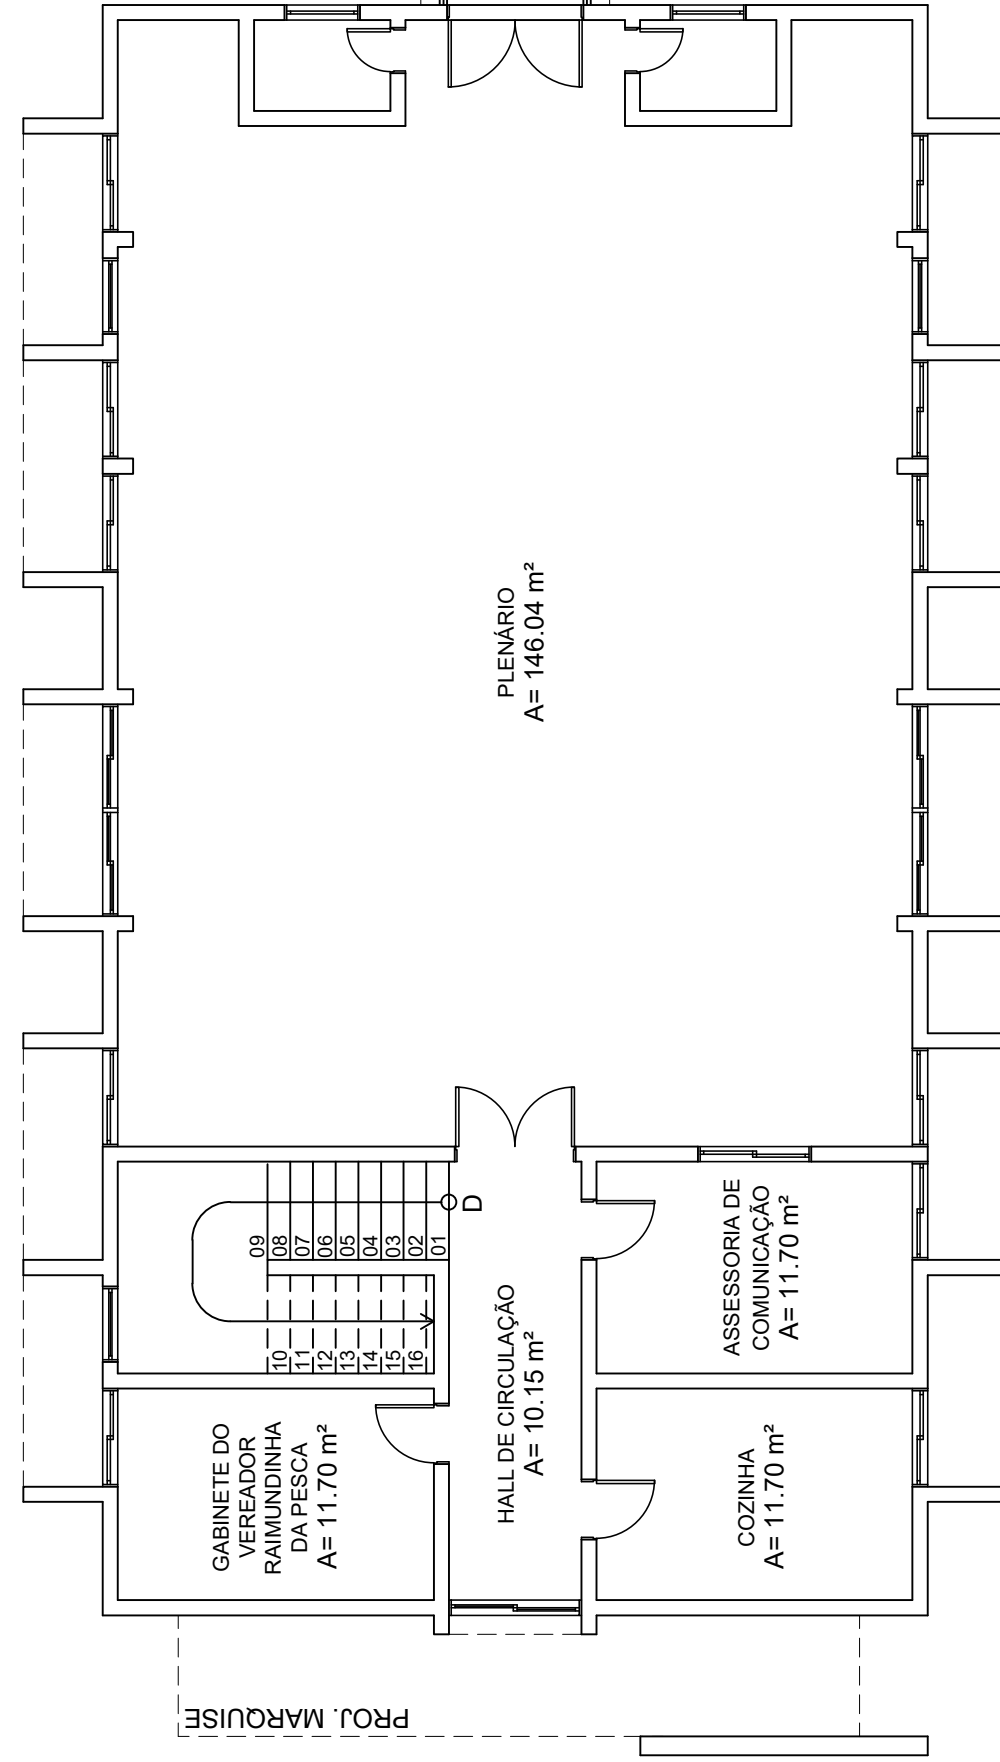 PLENÁRIO
A= 146.04 m²
09
08
07
06
05
04
03
02
01
10
11
12
13
14
15
16
D
GABINETE DO
VEREADOR
RAIMUNDINHA
DA PESCA
A= 11.70 m²
HALL DE CIRCULAÇÃO
A= 10.15 m²
ASSESSORIA DE
COMUNICAÇÃO
A= 11.70 m²
COZINHA
A= 11.70 m²
PROJ. MARQUISE